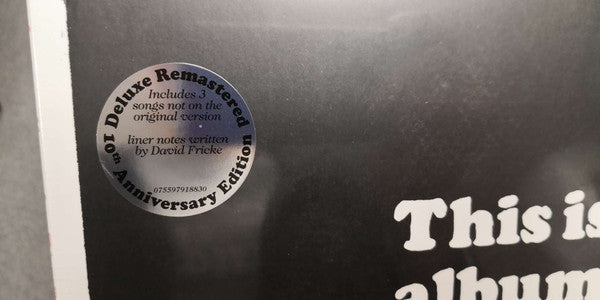 Deluxe Remastered
Includes 3
songs not on the
original version
liner notes written
by David Fricke
075597918830
10th Anniversary Edition
This is
album